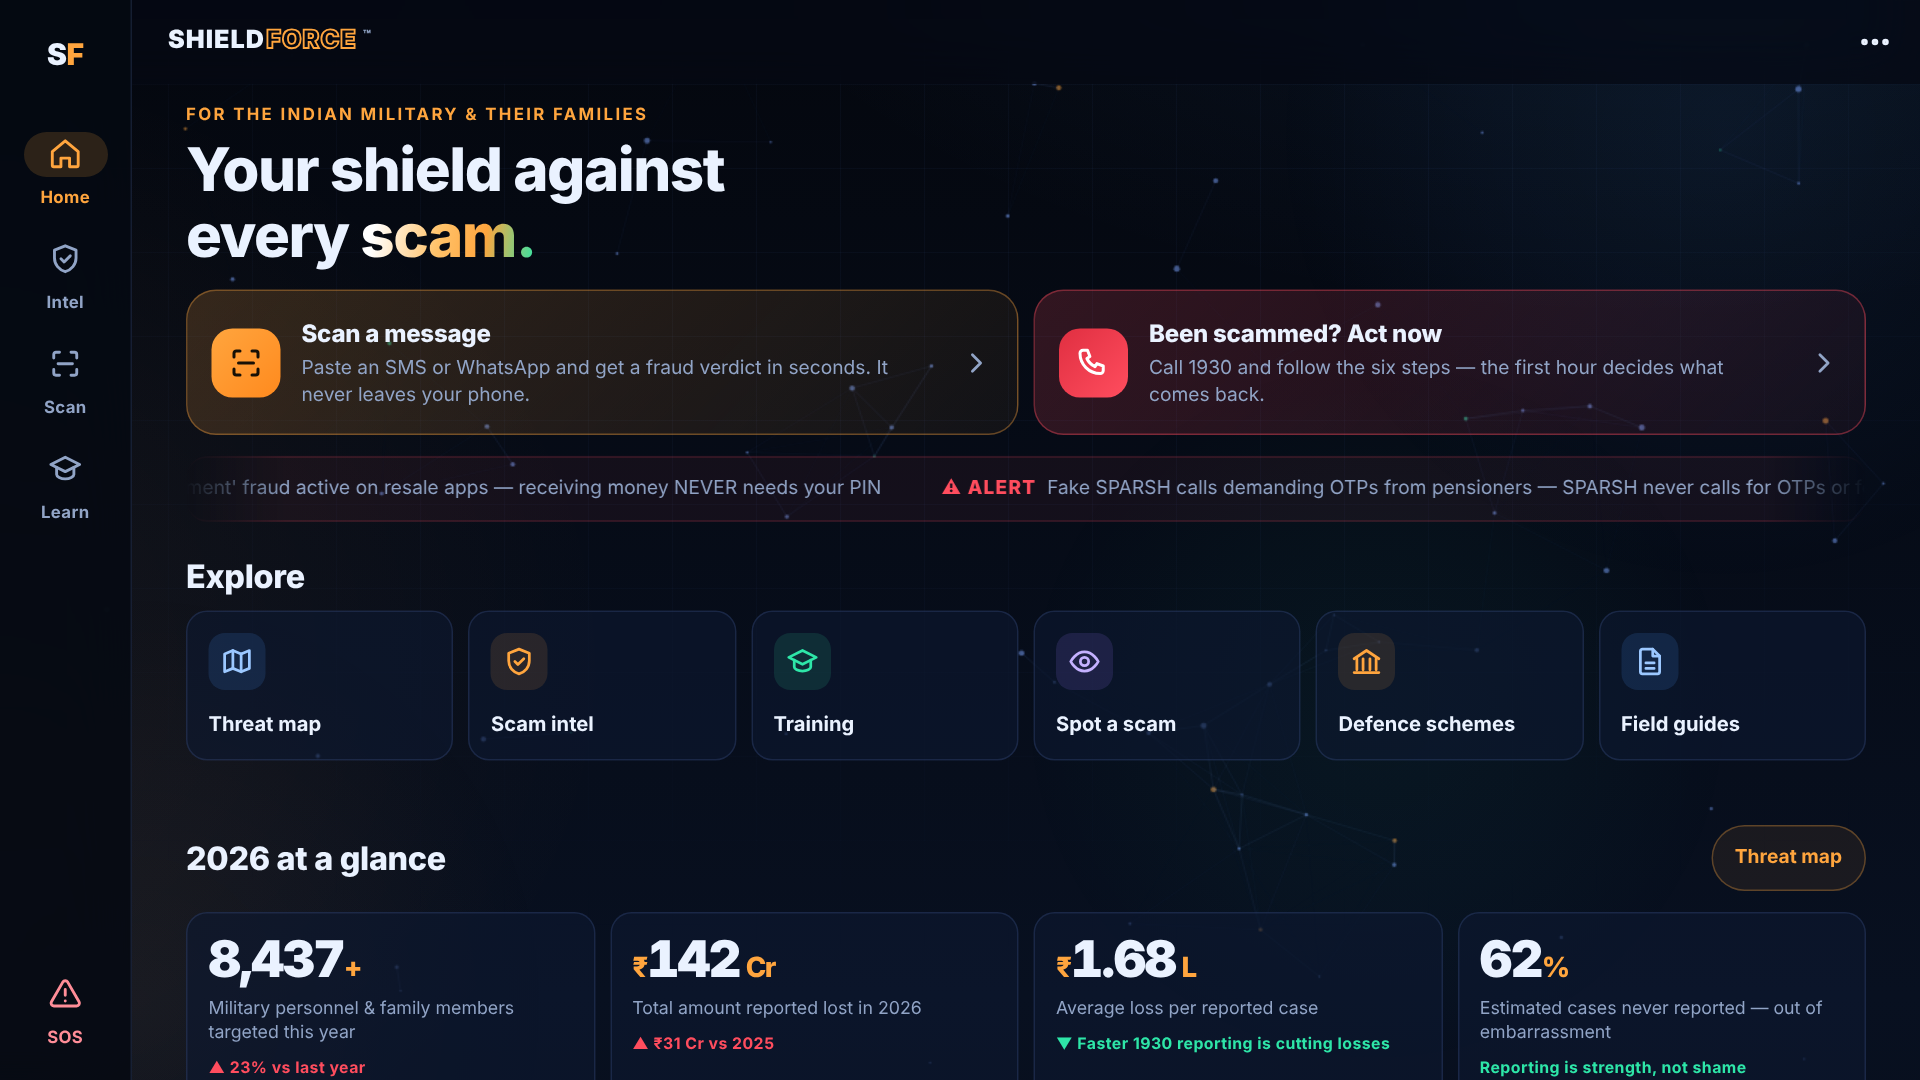 SF
SHIELDFORCE ™
Home
Intel
Scan
Learn
SOS
FOR THE INDIAN MILITARY & THEIR FAMILIES
Your shield against
every scam.
Scan a message
Paste an SMS or WhatsApp and get a fraud verdict in seconds. It
never leaves your phone.
Been scammed? Act now
Call 1930 and follow the six steps — the first hour decides what
comes back.
ment' fraud active on resale apps — receiving money NEVER needs your PIN
ALERT Fake SPARSH calls demanding OTPs from pensioners — SPARSH never calls for OTPs or
Explore
Threat map
Scam intel
Training
Spot a scam
Defence schemes
Field guides
2026 at a glance
Threat map
8,437+
Military personnel & family members
targeted this year
▲ 23% vs last year
₹142 Cr
Total amount reported lost in 2026
▲ ₹31 Cr vs 2025
₹1.68 L
Average loss per reported case
▼ Faster 1930 reporting is cutting losses
62%
Estimated cases never reported — out of
embarrassment
Reporting is strength, not shame